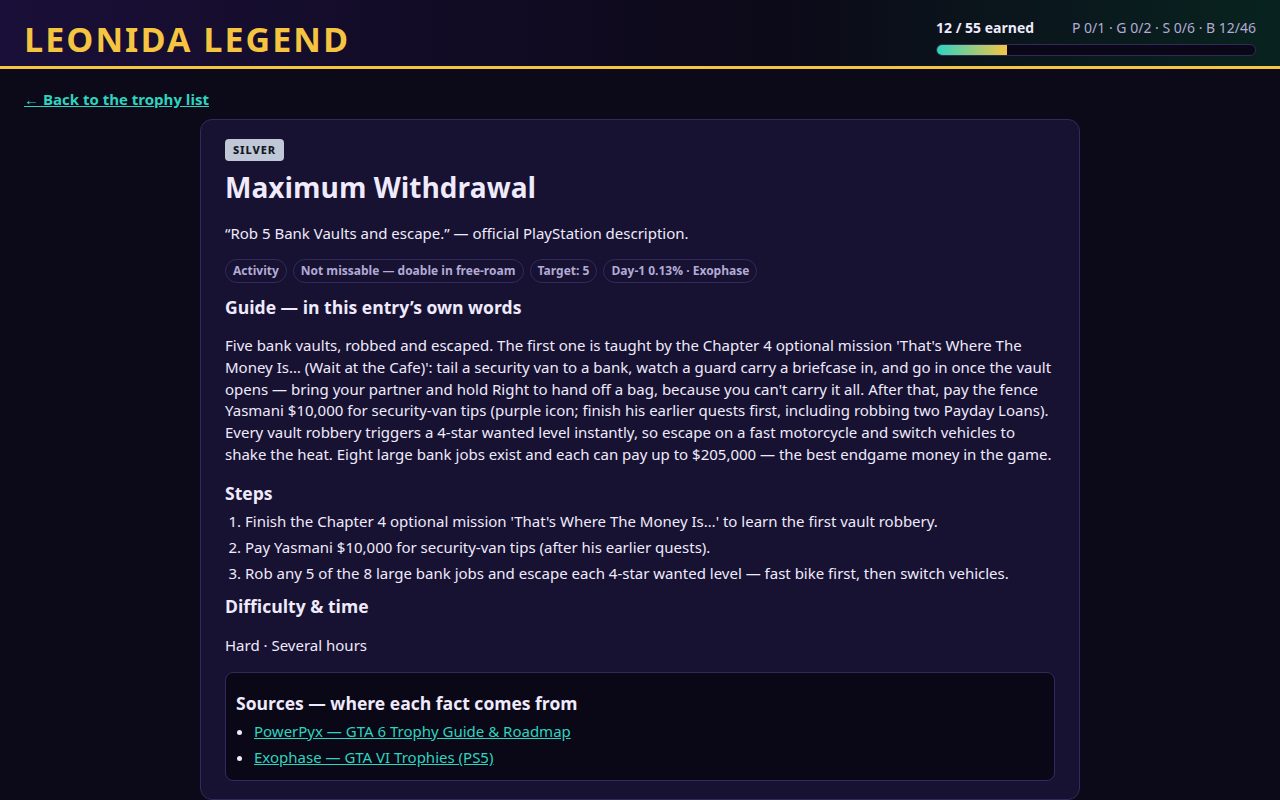 LEONIDA LEGEND
12 / 55 earned
P 0/1 · G 0/2 · S 0/6 · B 12/46
← Back to the trophy list
SILVER
Maximum Withdrawal
“Rob 5 Bank Vaults and escape.” — official PlayStation description.
Activity
Not missable — doable in free-roam
Target: 5
Day-1 0.13% · Exophase
Guide — in this entry’s own words
Five bank vaults, robbed and escaped. The first one is taught by the Chapter 4 optional mission 'That's Where The
Money Is... (Wait at the Cafe)': tail a security van to a bank, watch a guard carry a briefcase in, and go in once the vault
opens — bring your partner and hold Right to hand off a bag, because you can't carry it all. After that, pay the fence
Yasmani $10,000 for security-van tips (purple icon; finish his earlier quests first, including robbing two Payday Loans).
Every vault robbery triggers a 4-star wanted level instantly, so escape on a fast motorcycle and switch vehicles to
shake the heat. Eight large bank jobs exist and each can pay up to $205,000 — the best endgame money in the game.
Steps
1. Finish the Chapter 4 optional mission 'That's Where The Money Is...' to learn the first vault robbery.
2. Pay Yasmani $10,000 for security-van tips (after his earlier quests).
3. Rob any 5 of the 8 large bank jobs and escape each 4-star wanted level — fast bike first, then switch vehicles.
Difficulty & time
Hard · Several hours
Sources — where each fact comes from
• PowerPyx — GTA 6 Trophy Guide & Roadmap
• Exophase — GTA VI Trophies (PS5)